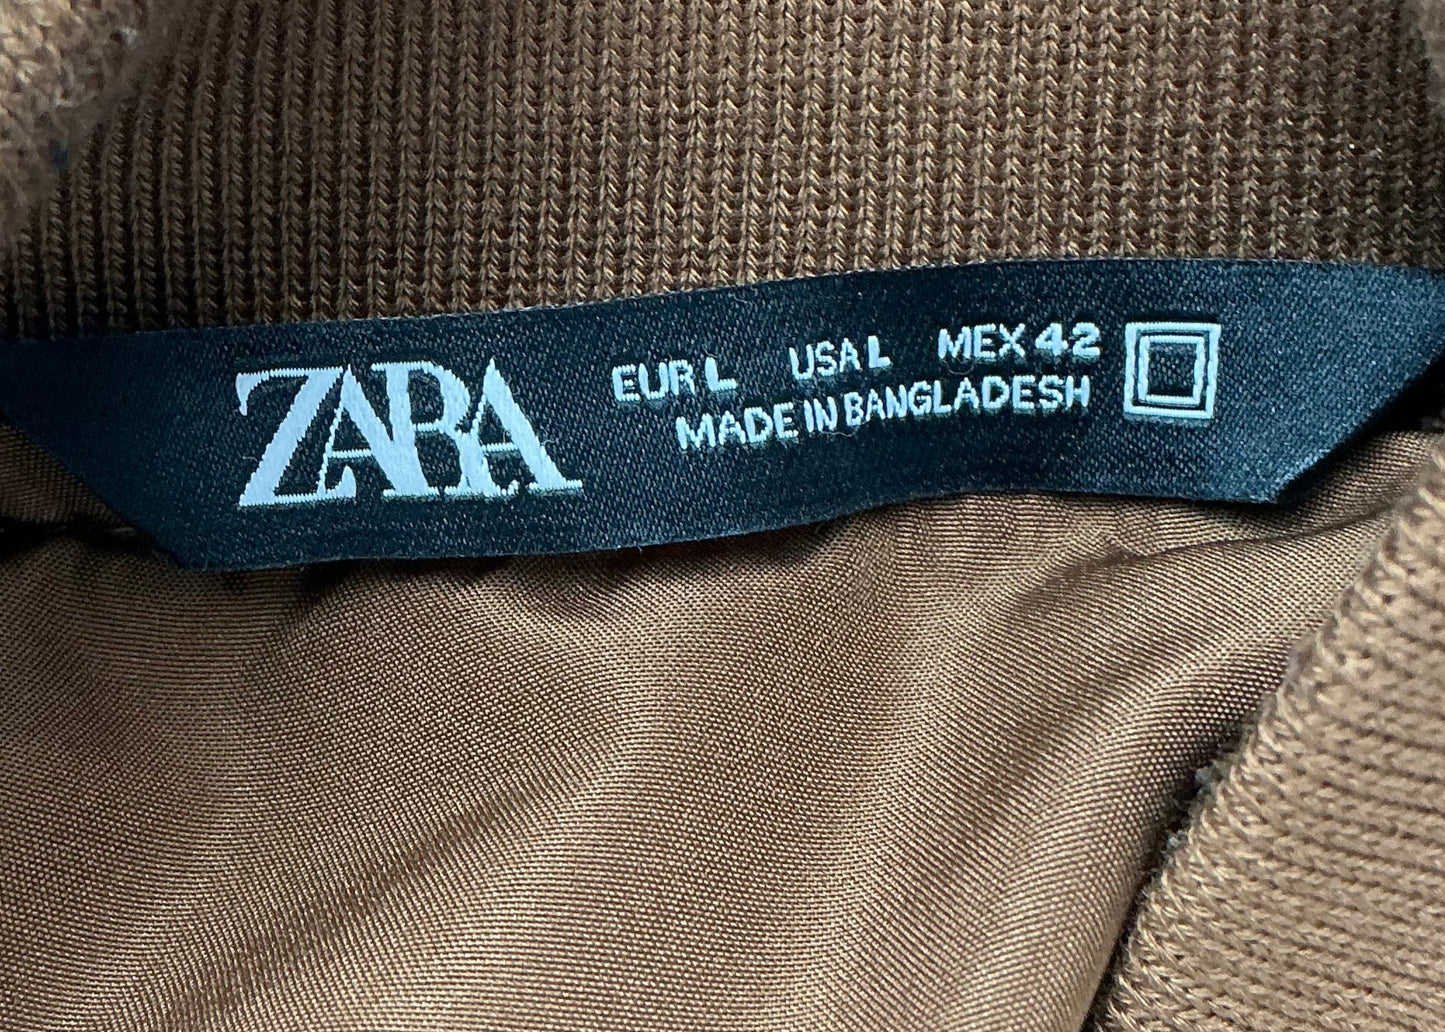 ZARA
EUR L USA L MEX 42
MADE IN BANGLADESH